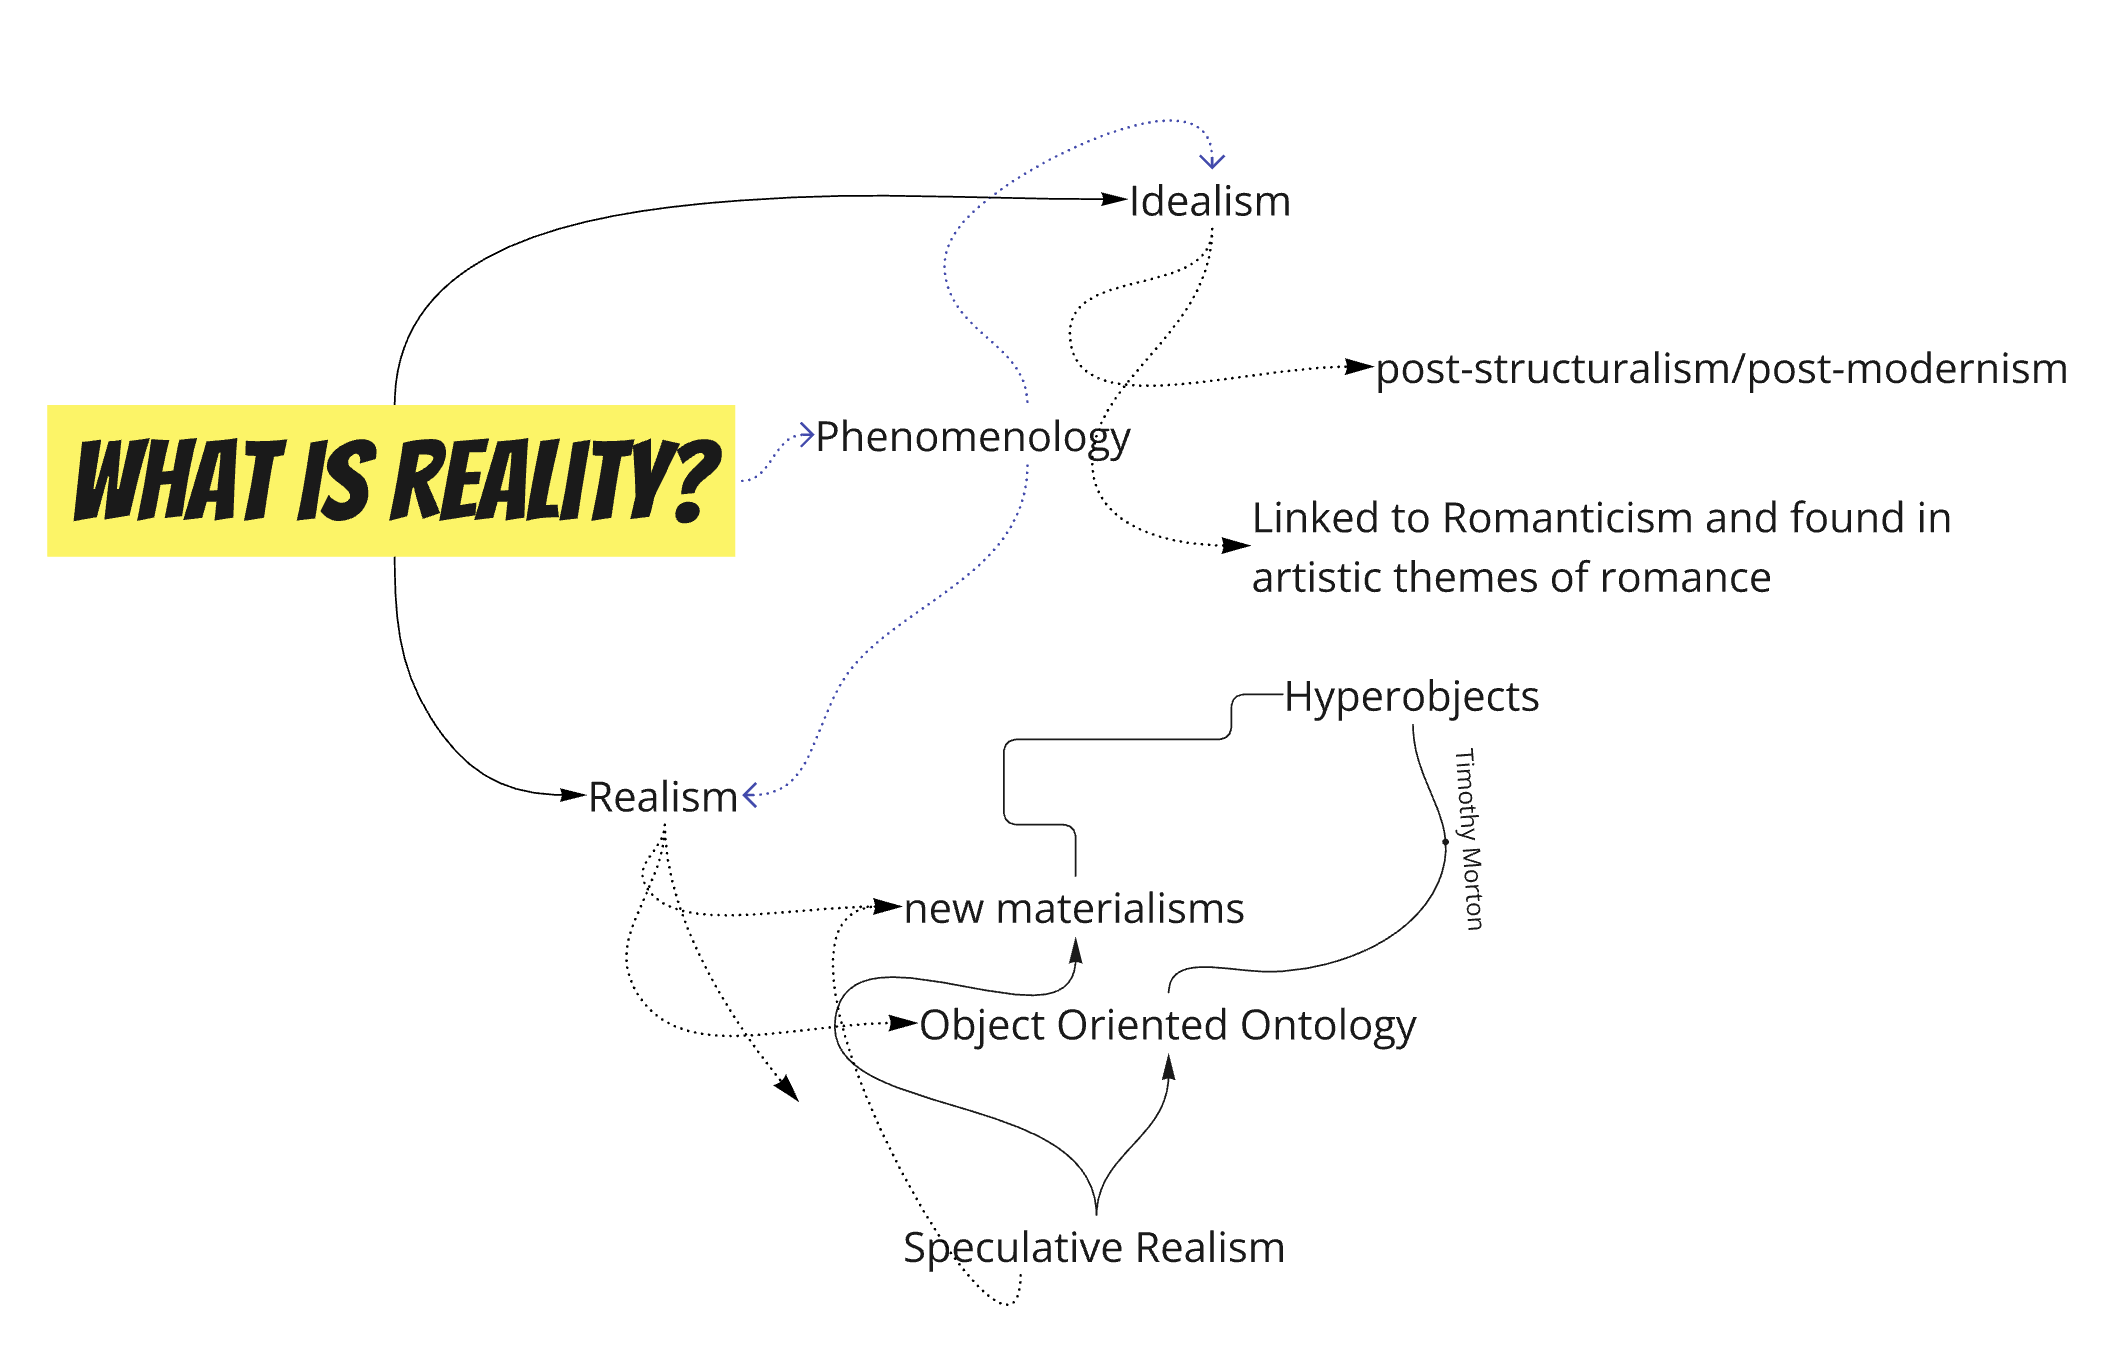 Idealism
post-structuralism/post-modernism
WHAT IS REALITY?
Phenomenology
Linked to Romanticism and found in
artistic themes of romance
Hyperobjects
Timothy Morton
Realism
new materialisms
Object Oriented Ontology
Speculative Realism